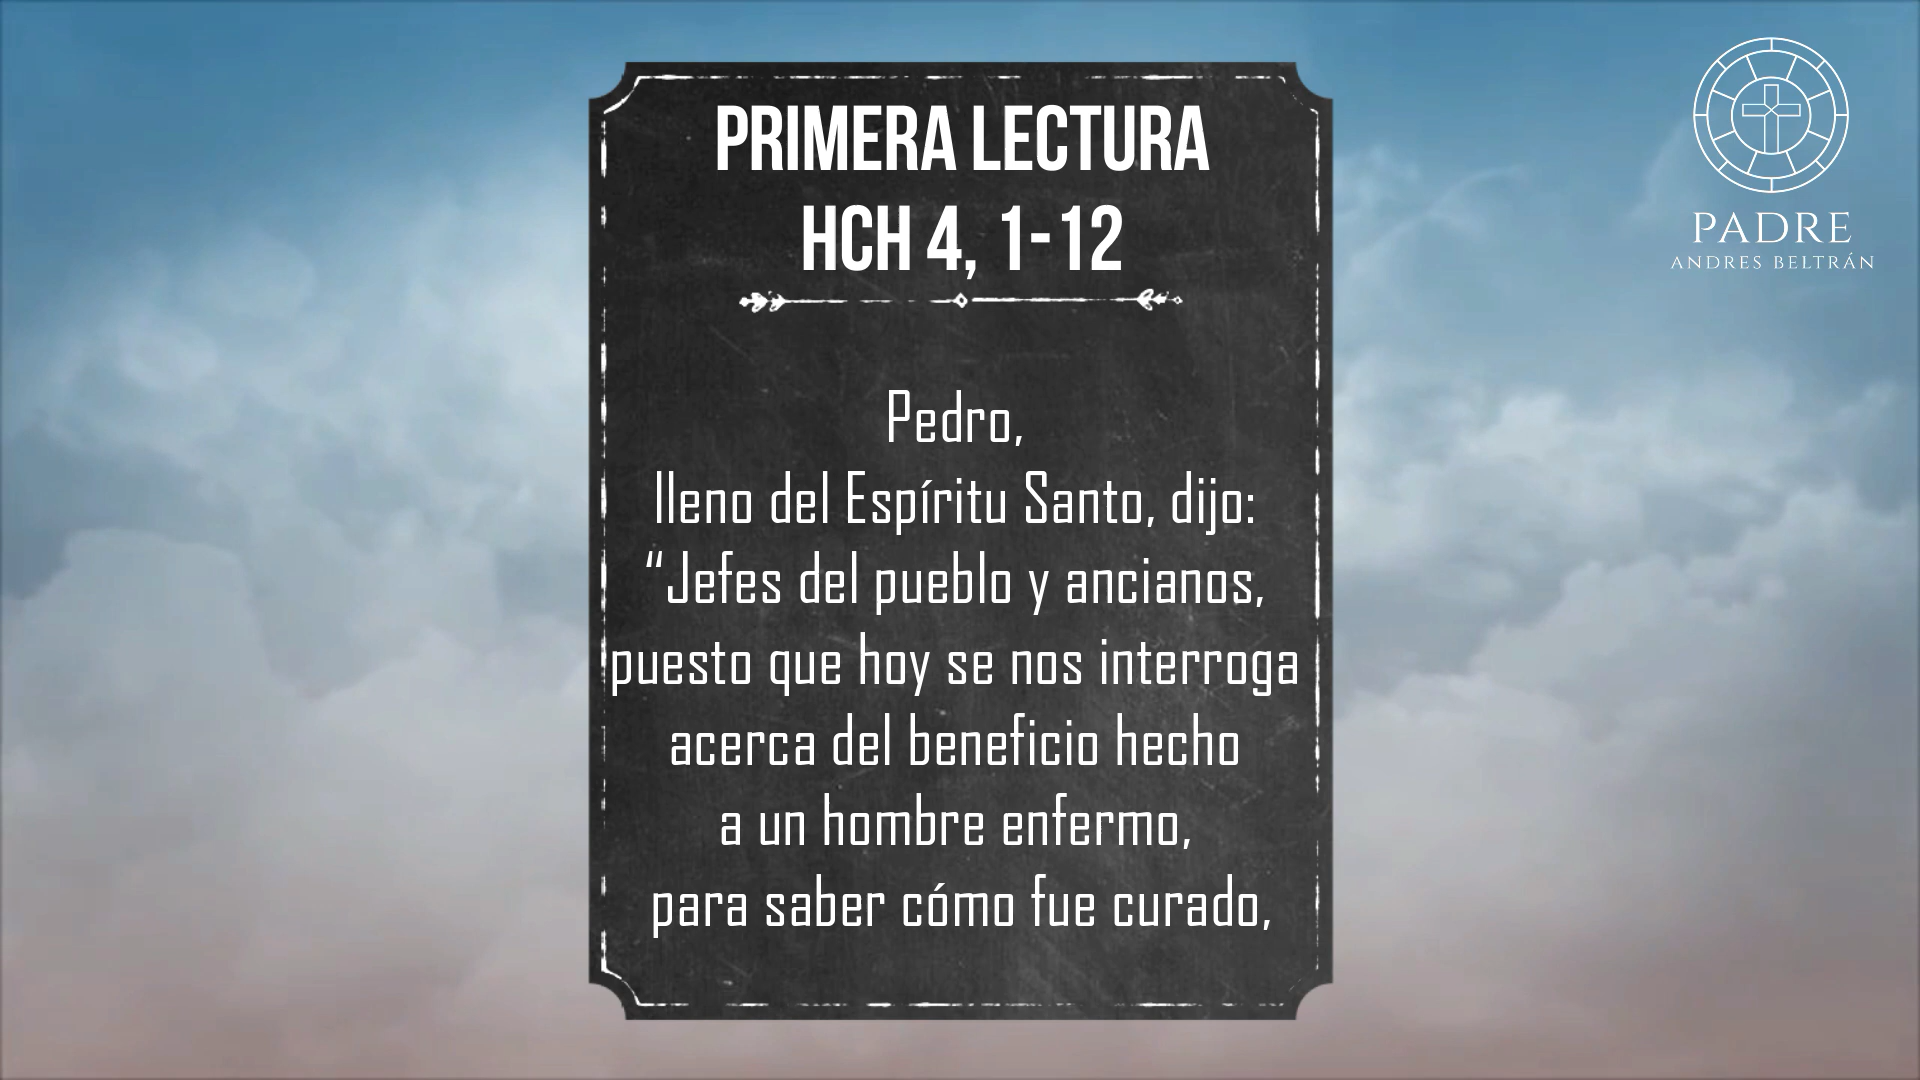 PRIMERA LECTURA
HCH 4, 1-12
Pedro,
lleno del Espíritu Santo, dijo:
“Jefes del pueblo y ancianos,
puesto que hoy se nos interroga
acerca del beneficio hecho
a un hombre enfermo,
para saber cómo fue curado,
PADRE
ANDRES BELTRÁN